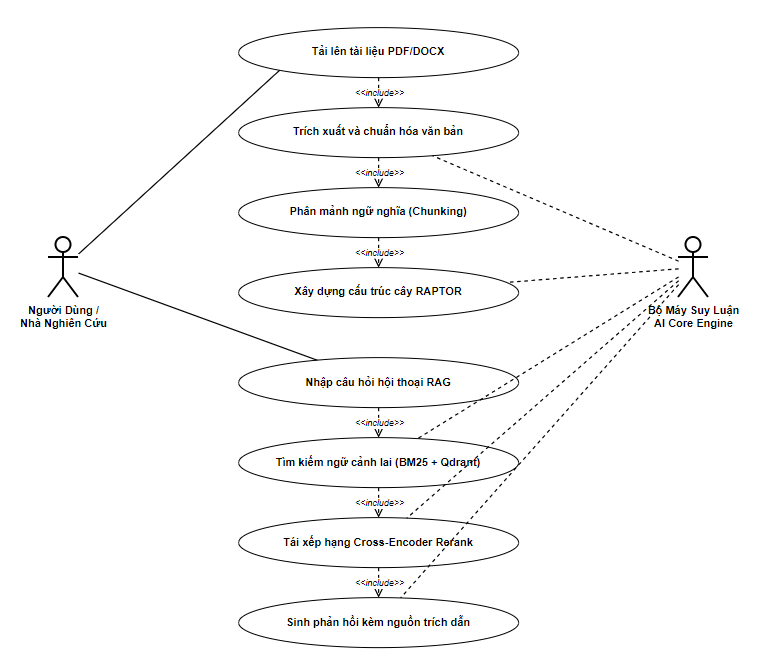 Tải lên tài liệu PDF/DOCX
<<include>>
Trích xuất và chuẩn hóa văn bản
<<include>>
Phân mảnh ngữ nghĩa (Chunking)
<<include>>
Xây dựng cấu trúc cây RAPTOR
Người Dùng /
Nhà Nghiên Cứu
Bộ Máy Suy Luận
AI Core Engine
Nhập câu hỏi hội thoại RAG
<<include>>
Tìm kiếm ngữ cảnh lai (BM25 + Qdrant)
<<include>>
Tái xếp hạng Cross-Encoder Rerank
<<include>>
Sinh phản hồi kèm nguồn trích dẫn